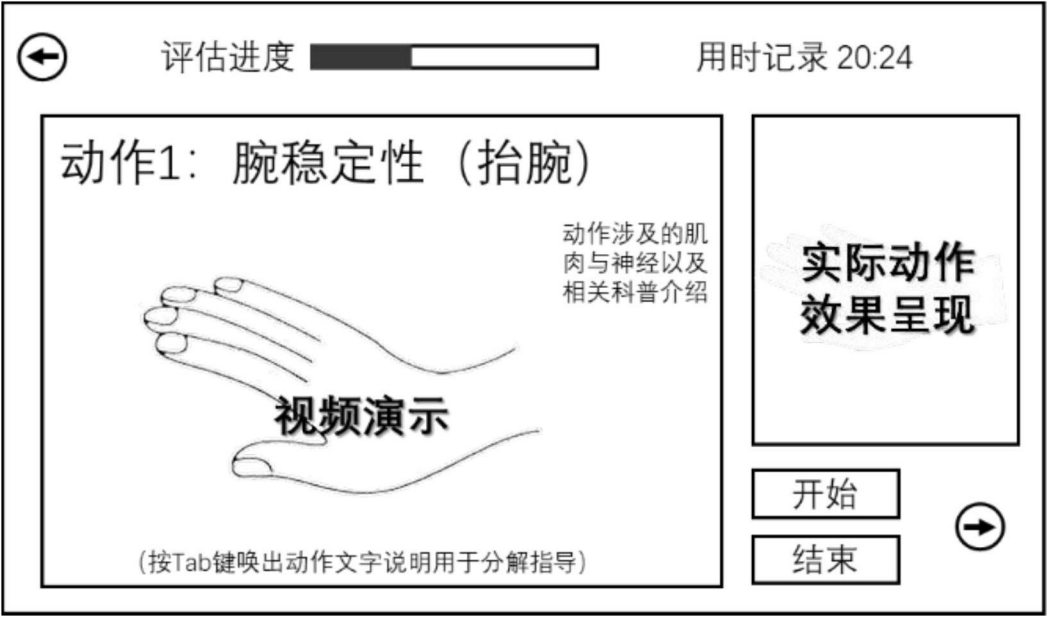 评估进度
用时记录 20:24
动作1：腕稳定性（抬腕）
动作涉及的肌
肉与神经以及
相关科普介绍
视频演示
（按Tab键唤出动作文字说明用于分解指导）
实际动作
效果呈现
开始
结束